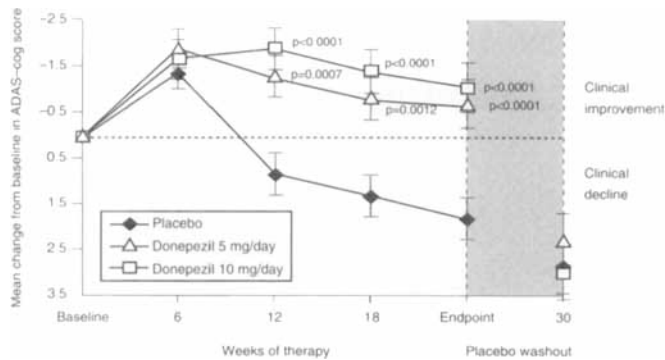 Mean change from baseline in ADAS–cog score
-2.5
-1.5
-0.5
0.5
1.5
2.5
3.5
p<0 0001
p=0.0007
p<0.0001
p=0.0012
p<0.0001
p<0.0001
Clinical
improvement
Clinical
decline
Placebo
Donepezil 5 mg/day
Donepezil 10 mg/day
Baseline
6
12
18
Endpoint
30
Weeks of therapy
Placebo washout